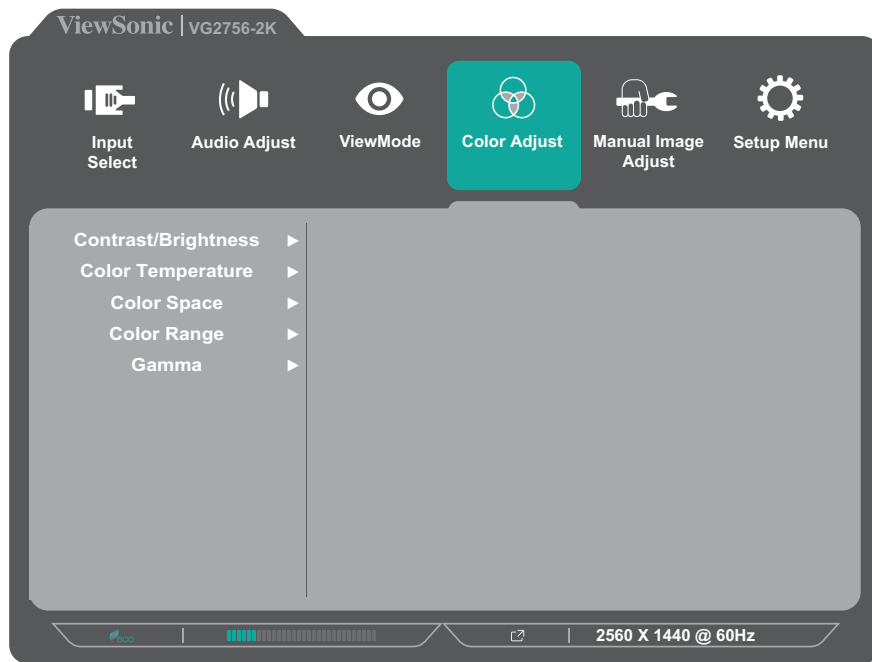 ViewSonic | VG2756-2K
Input Select
Audio Adjust
ViewMode
Color Adjust
Manual Image Adjust
Setup Menu
Contrast/Brightness ▶
Color Temperature ▶
Color Space ▶
Color Range ▶
Gamma ▶
eco | | 2560 X 1440 @ 60Hz